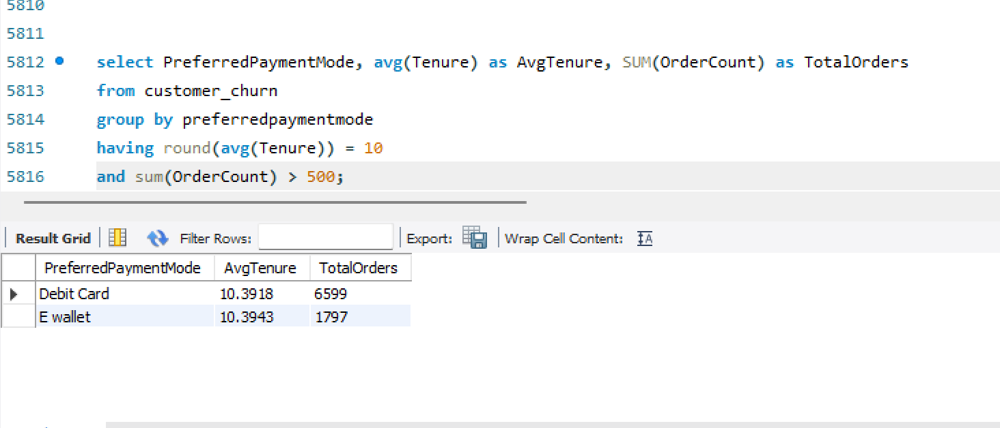 5810
5811
5812 select PreferredPaymentMode, avg(Tenure) as AvgTenure, SUM(OrderCount) as TotalOrders
5813 from customer_churn
5814 group by preferredpaymentmode
5815 having round(avg(Tenure)) = 10
5816 and sum(OrderCount) > 500;
Result Grid Filter Rows: Export: Wrap Cell Content: IA
PreferredPaymentMode AvgTenure TotalOrders
Debit Card 10.3918 6599
E wallet 10.3943 1797